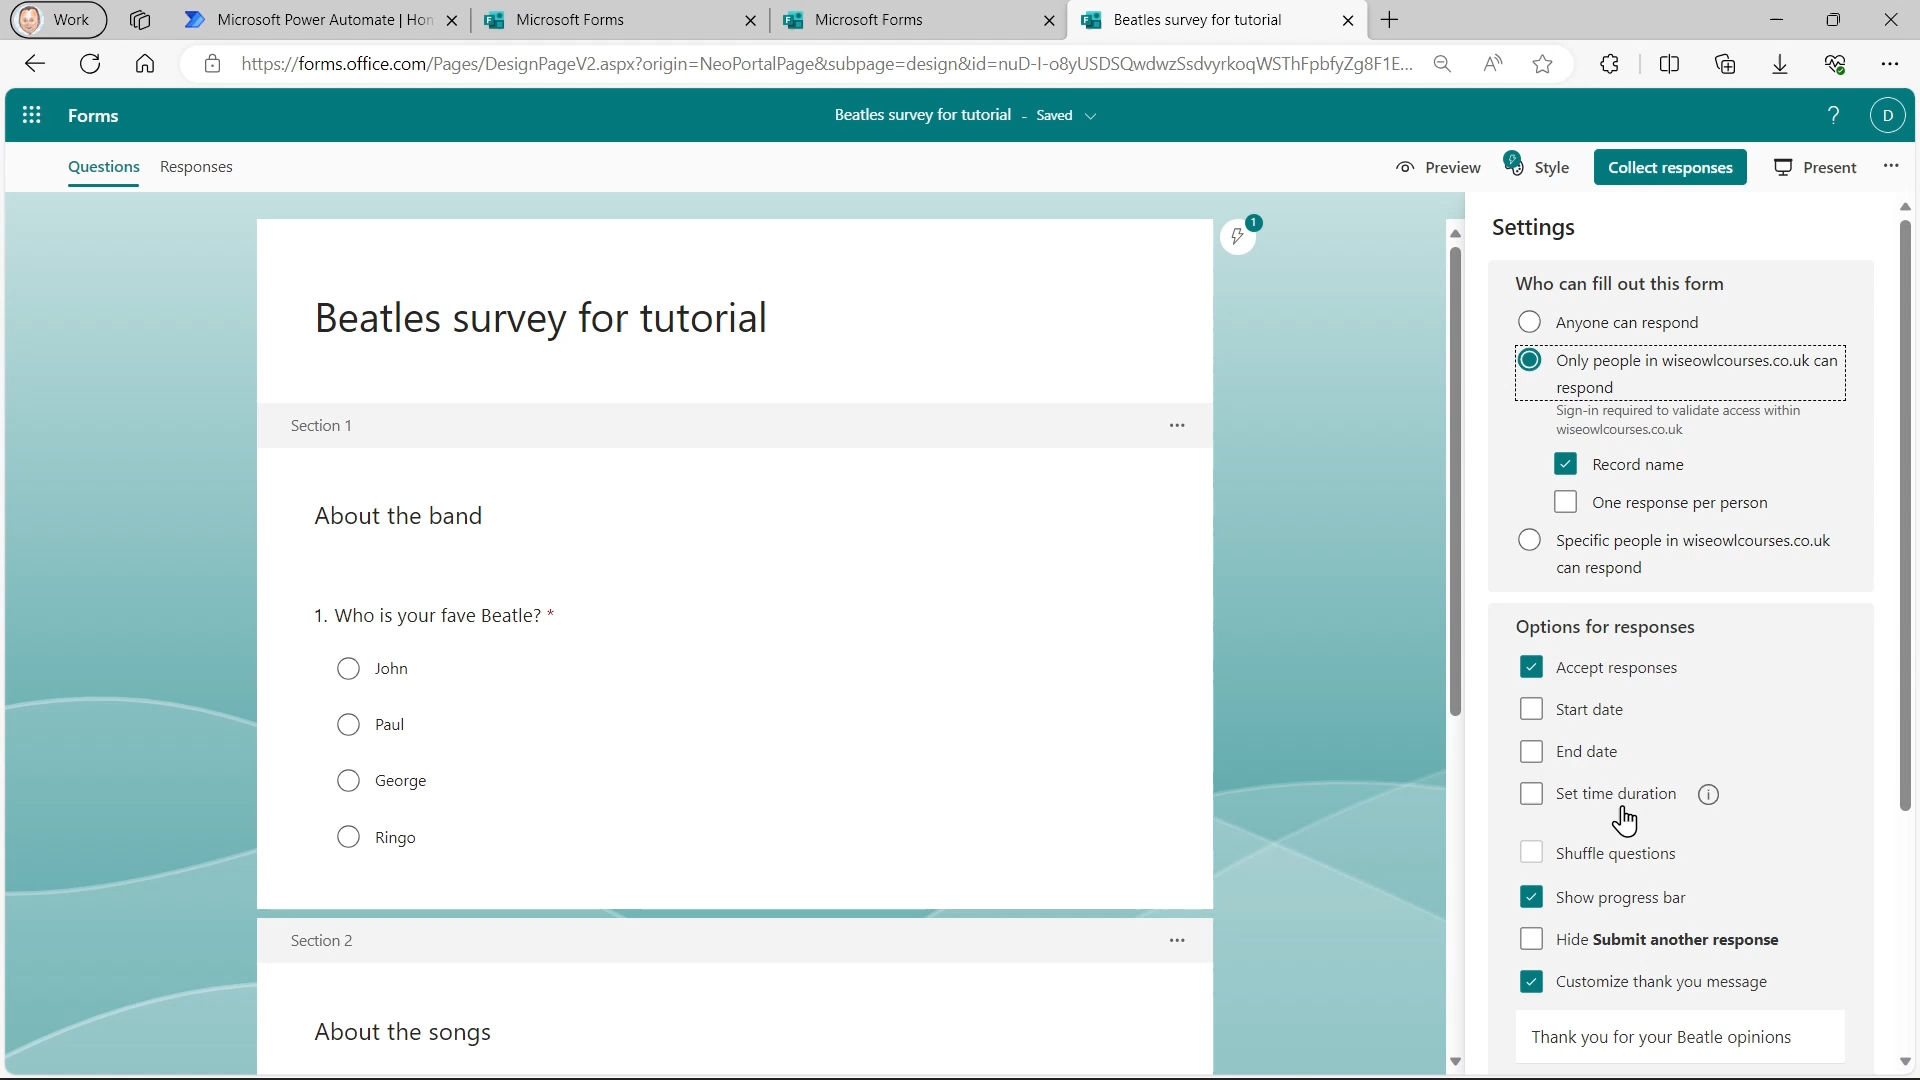 Work
Microsoft Power Automate | Hom
Microsoft Forms
Microsoft Forms
Beatles survey for tutorial
https://forms.office.com/Pages/DesignPageV2.aspx?origin=NeoPortalPage&subpage=design&id=nuD-I-o8yUSDSQwdwzSsdvyrkoqWSThFpbfyZg8F1E...
Forms
Beatles survey for tutorial - Saved
?
D
Questions
Responses
Preview
Style
Collect responses
Present
1
Beatles survey for tutorial
Section 1
About the band
1. Who is your fave Beatle? *
John
Paul
George
Ringo
Section 2
About the songs
Settings
Who can fill out this form
Anyone can respond
Only people in wiseowlcourses.co.uk can
respond
Sign-in required to validate access within
wiseowlcourses.co.uk
Record name
One response per person
Specific people in wiseowlcourses.co.uk
can respond
Options for responses
Accept responses
Start date
End date
Set time duration
Shuffle questions
Show progress bar
Hide Submit another response
Customize thank you message
Thank you for your Beatle opinions